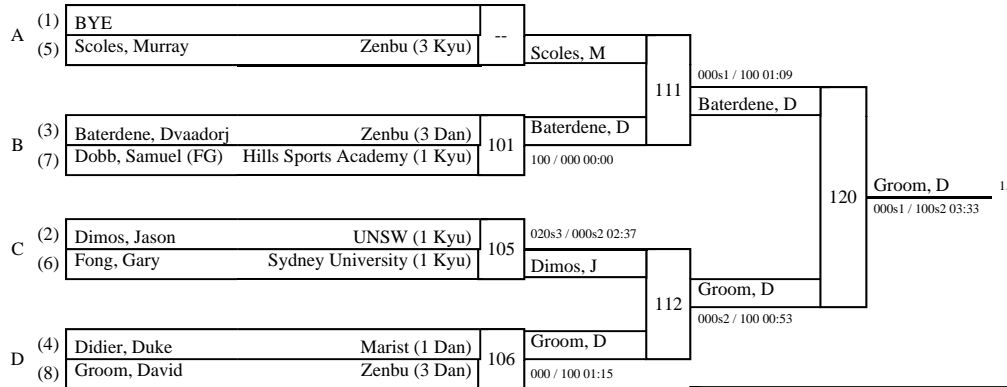 (1) BYE
A
(5) Scoles, Murray Zenbu (3 Kyu)
--
Scoles, M
111
000s1 / 100 01:09
Baterdene, D
(3) Baterdene, Dvaadorj Zenbu (3 Dan)
B
101
Baterdene, D
(7) Dobb, Samuel (FG) Hills Sports Academy (1 Kyu)
100 / 000 00:00
120
Groom, D
1.
000s1 / 100s2 03:33
(2) Dimos, Jason UNSW (1 Kyu)
C
105
020s3 / 000s2 02:37
(6) Fong, Gary Sydney University (1 Kyu)
Dimos, J
112
Groom, D
000s2 / 100 00:53
(4) Didier, Duke Marist (1 Dan)
D
106
Groom, D
(8) Groom, David Zenbu (3 Dan)
000 / 100 01:15